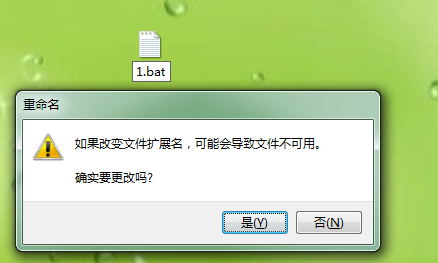 1.bat
重命名
如果改变文件扩展名，可能会导致文件不可用。
确实要更改吗?
是(Y)
否(N)